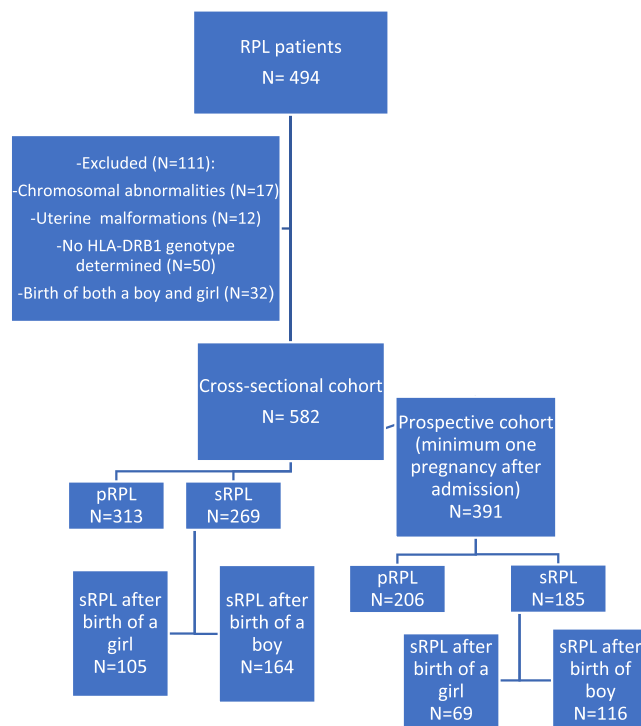 RPL patients
N= 494
-Excluded (N=111):
-Chromosomal abnormalities (N=17)
-Uterine malformations (N=12)
-No HLA-DRB1 genotype
determined (N=50)
-Birth of both a boy and girl (N=32)
Cross-sectional cohort
N= 582
Prospective cohort
(minimum one
pregnancy after
admission)
N=391
pRPL
N=313
sRPL
N=269
sRPL after
birth of a
girl
N=105
sRPL after
birth of a
boy
N=164
pRPL
N=206
sRPL
N=185
sRPL after
birth of a
girl
N=69
sRPL after
birth of
boy
N=116